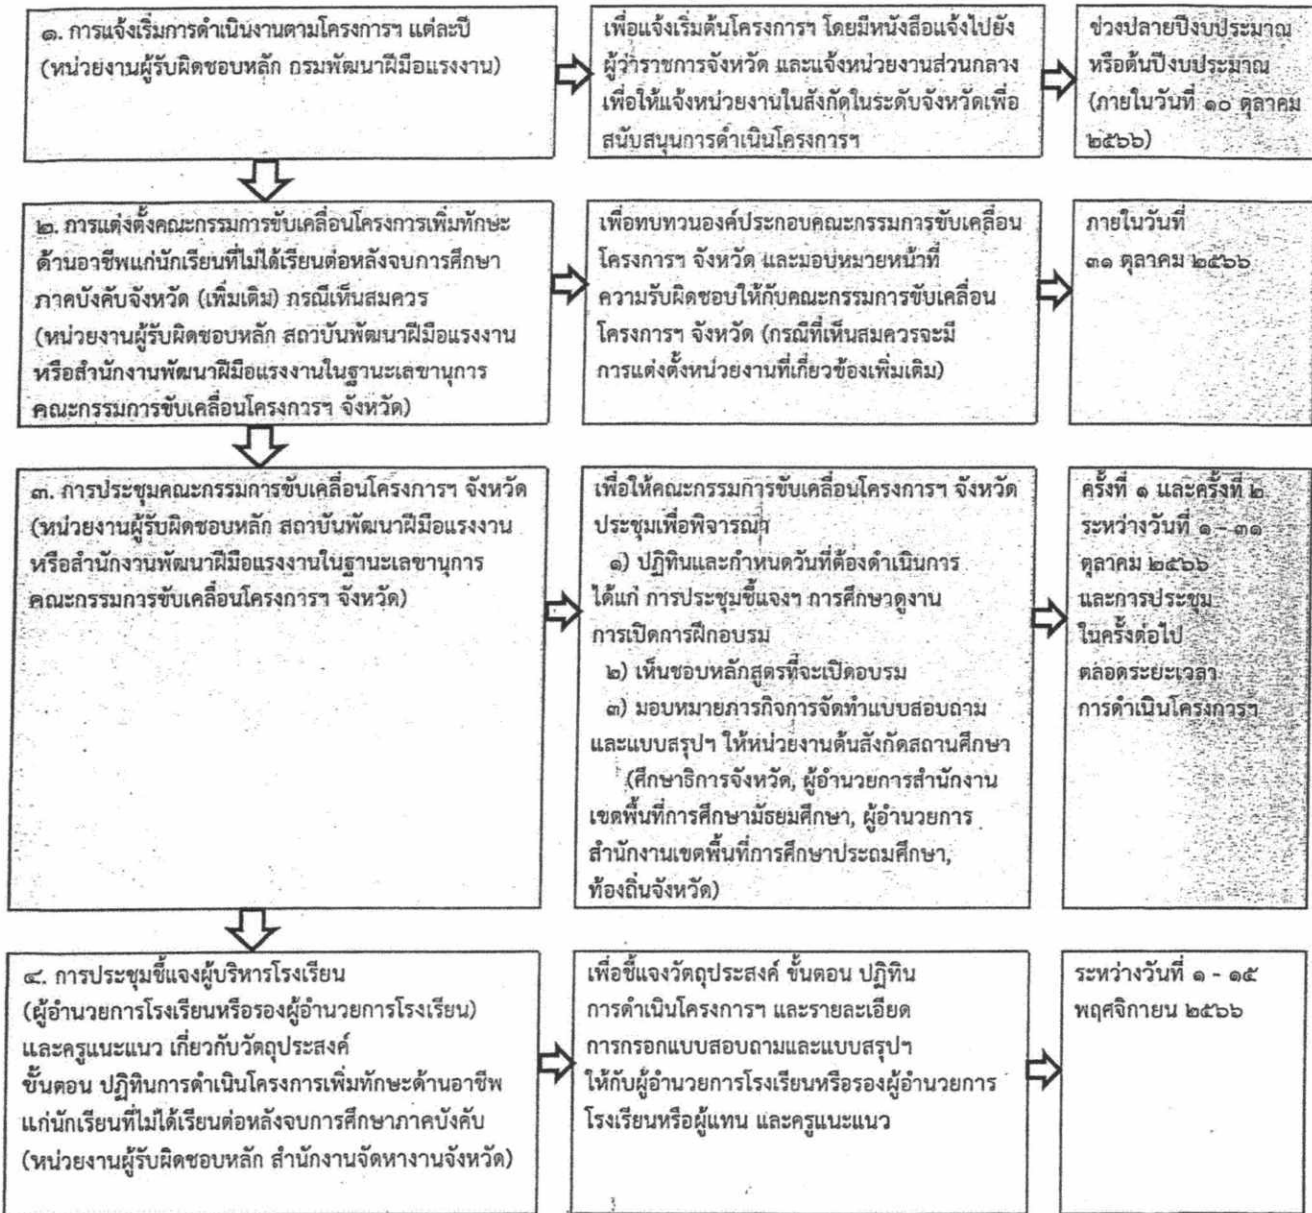 ๑. การแจ้งเริ่มการดำเนินงานตามโครงการฯ แต่ละปี
(หน่วยงานผู้รับผิดชอบหลัก กรมพัฒนาฝีมือแรงงาน)
เพื่อแจ้งเริ่มต้นโครงการฯ โดยมีหนังสือแจ้งไปยัง
ผู้ว่าราชการจังหวัด และแจ้งหน่วยงานส่วนกลาง
เพื่อให้แจ้งหน่วยงานในสังกัดในระดับจังหวัดเพื่อ
สนับสนุนการดำเนินโครงการฯ
ช่วงปลายปีงบประมาณ
หรือต้นปีงบประมาณ
(ภายในวันที่ ๑๐ ตุลาคม
๒๕๖๖)
๒. การแต่งตั้งคณะกรรมการขับเคลื่อนโครงการเพิ่มทักษะ
ด้านอาชีพแก่นักเรียนที่ไม่ได้เรียนต่อหลังจบการศึกษา
ภาคบังคับจังหวัด (เพิ่มเติม) กรณีเห็นสมควร
(หน่วยงานผู้รับผิดชอบหลัก สถาบันพัฒนาฝีมือแรงงาน
หรือสำนักงานพัฒนาฝีมือแรงงานในฐานะเลขานุการ
คณะกรรมการขับเคลื่อนโครงการฯ จังหวัด)
เพื่อทบทวนองค์ประกอบคณะกรรมการขับเคลื่อน
โครงการฯ จังหวัด และมอบหมายหน้าที่
ความรับผิดชอบให้กับคณะกรรมการขับเคลื่อน
โครงการฯ จังหวัด (กรณีที่เห็นสมควรจะมี
การแต่งตั้งหน่วยงานที่เกี่ยวข้องเพิ่มเติม)
ภายในวันที่
๓๑ ตุลาคม ๒๕๖๖
๓. การประชุมคณะกรรมการขับเคลื่อนโครงการฯ จังหวัด
(หน่วยงานผู้รับผิดชอบหลัก สถาบันพัฒนาฝีมือแรงงาน
หรือสำนักงานพัฒนาฝีมือแรงงานในฐานะเลขานุการ
คณะกรรมการขับเคลื่อนโครงการฯ จังหวัด)
เพื่อให้คณะกรรมการขับเคลื่อนโครงการฯ จังหวัด
ประชุมเพื่อพิจารณา
๑) ปฏิทินและกำหนดวันที่ต้องดำเนินการ
ได้แก่ การประชุมชี้แจงฯ การศึกษาดูงาน
การเปิดการฝึกอบรม
๒) เห็นชอบหลักสูตรที่จะเปิดอบรม
๓) มอบหมายภารกิจการจัดทำแบบสอบถาม
และแบบสรุปฯ ให้หน่วยงานต้นสังกัดสถานศึกษา
(ศึกษาธิการจังหวัด, ผู้อำนวยการสำนักงาน
เขตพื้นที่การศึกษามัธยมศึกษา, ผู้อำนวยการ
สำนักงานเขตพื้นที่การศึกษาประถมศึกษา,
ท้องถิ่นจังหวัด)
ครั้งที่ ๑ และครั้งที่ ๒
ระหว่างวันที่ ๑ - ๓๑
ตุลาคม ๒๕๖๖
และการประชุม
ในครั้งต่อไป
ตลอดระยะเวลา
การดำเนินโครงการฯ
๔. การประชุมชี้แจงผู้บริหารโรงเรียน
(ผู้อำนวยการโรงเรียนหรือรองผู้อำนวยการโรงเรียน)
และครูแนะแนว เกี่ยวกับวัตถุประสงค์
ขั้นตอน ปฏิทินการดำเนินโครงการเพิ่มทักษะด้านอาชีพ
แก่นักเรียนที่ไม่ได้เรียนต่อหลังจบการศึกษาภาคบังคับ
(หน่วยงานผู้รับผิดชอบหลัก สำนักงานจัดหางานจังหวัด)
เพื่อชี้แจงวัตถุประสงค์ ขั้นตอน ปฏิทิน
การดำเนินโครงการฯ และรายละเอียด
การกรอกแบบสอบถามและแบบสรุปฯ
ให้กับผู้อำนวยการโรงเรียนหรือรองผู้อำนวยการ
โรงเรียนหรือผู้แทน และครูแนะแนว
ระหว่างวันที่ ๑ - ๑๕
พฤศจิกายน ๒๕๖๖